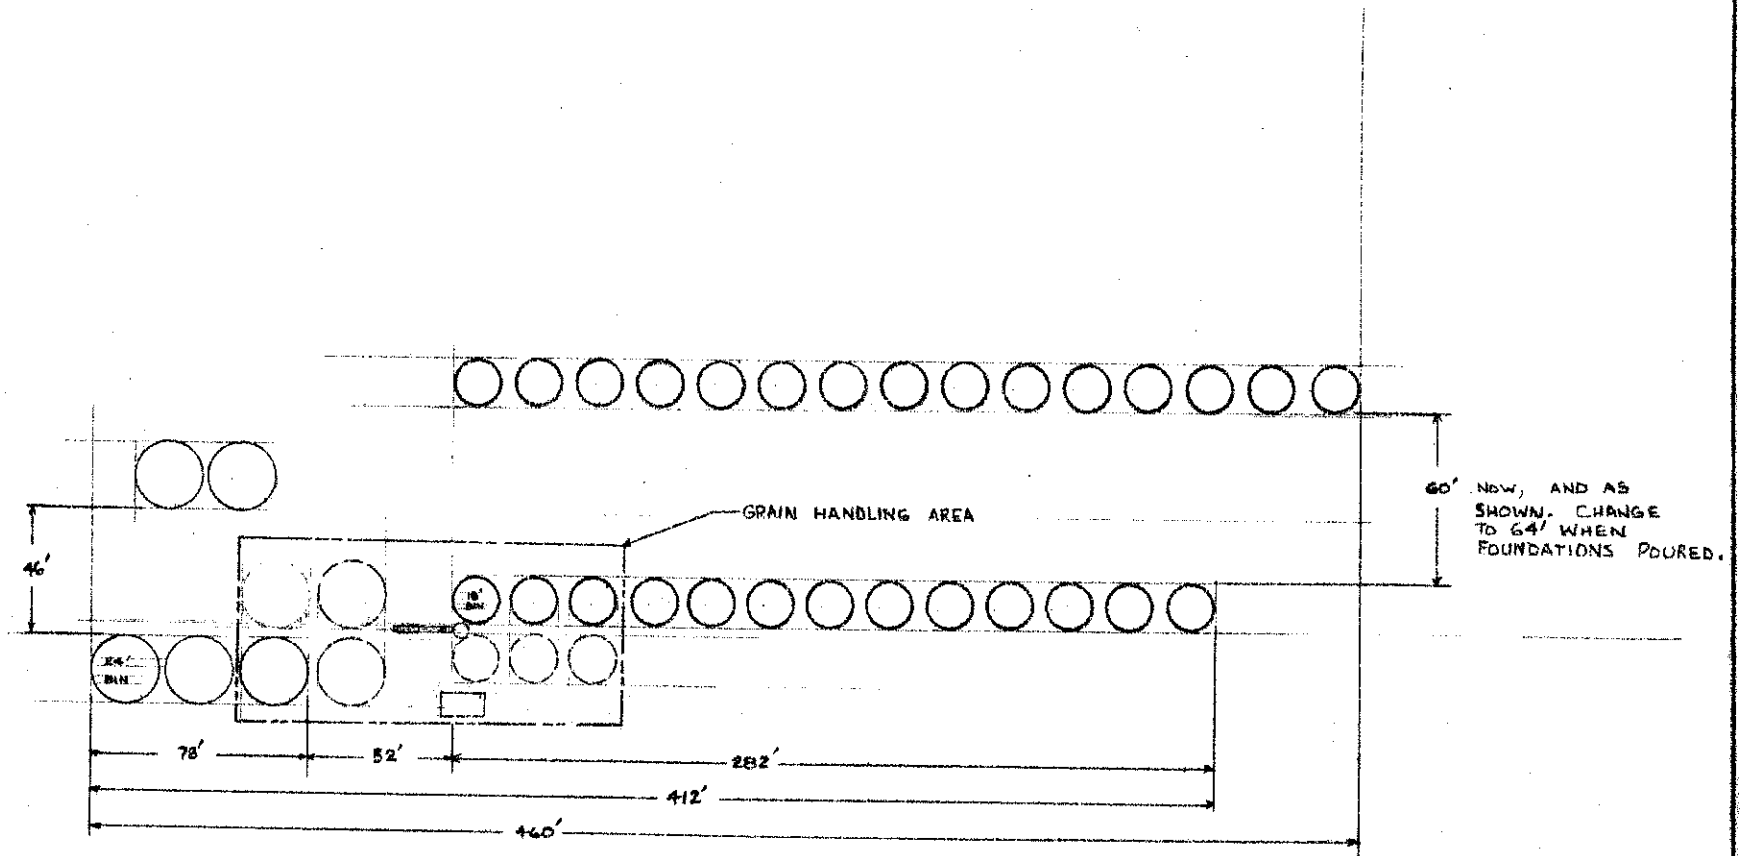 GRAIN HANDLING AREA
60' NOW, AND AS
SHOWN. CHANGE
TO 64' WHEN
FOUNDATIONS POURED.
46'
18'
BIN
24'
BIN
78'
52'
282'
412'
460'